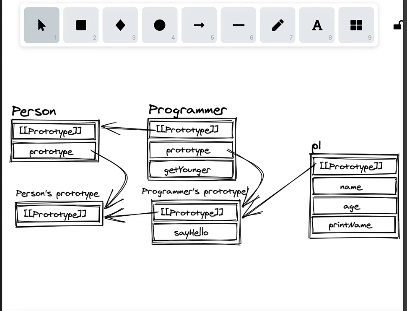 1 2 3 4 5 6 7 A 8 9
Person
[[Prototype]]
prototype
Person's prototype
[[Prototype]]
Programmer
[[Prototype]]
prototype
getYounger
Programmer's prototype
[[Prototype]]
sayHello
p1
[[Prototype]]
name
age
printName